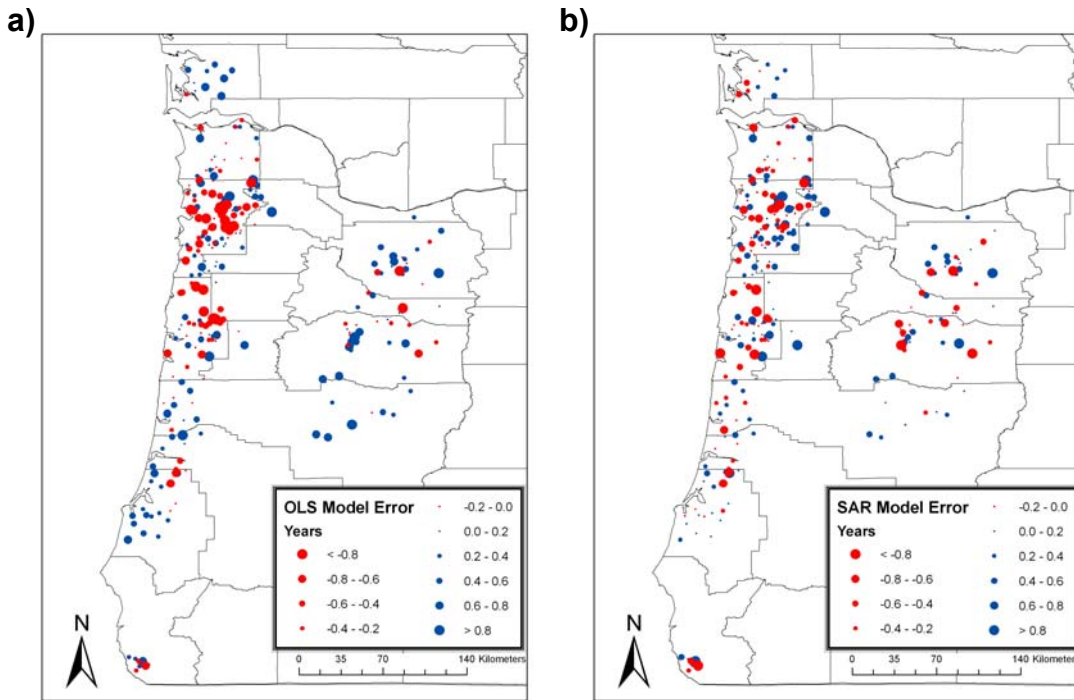 a)
OLS Model Error
Years
< -0.8
-0.8 - -0.6
-0.6 - -0.4
-0.4 - -0.2
-0.2 - 0.0
0.0 - 0.2
0.2 - 0.4
0.4 - 0.6
0.6 - 0.8
> 0.8
N
0 35 70 140 Kilometers
b)
SAR Model Error
Years
< -0.8
-0.8 - -0.6
-0.6 - -0.4
-0.4 - -0.2
-0.2 - 0.0
0.0 - 0.2
0.2 - 0.4
0.4 - 0.6
0.6 - 0.8
> 0.8
N
0 35 70 140 Kilometers